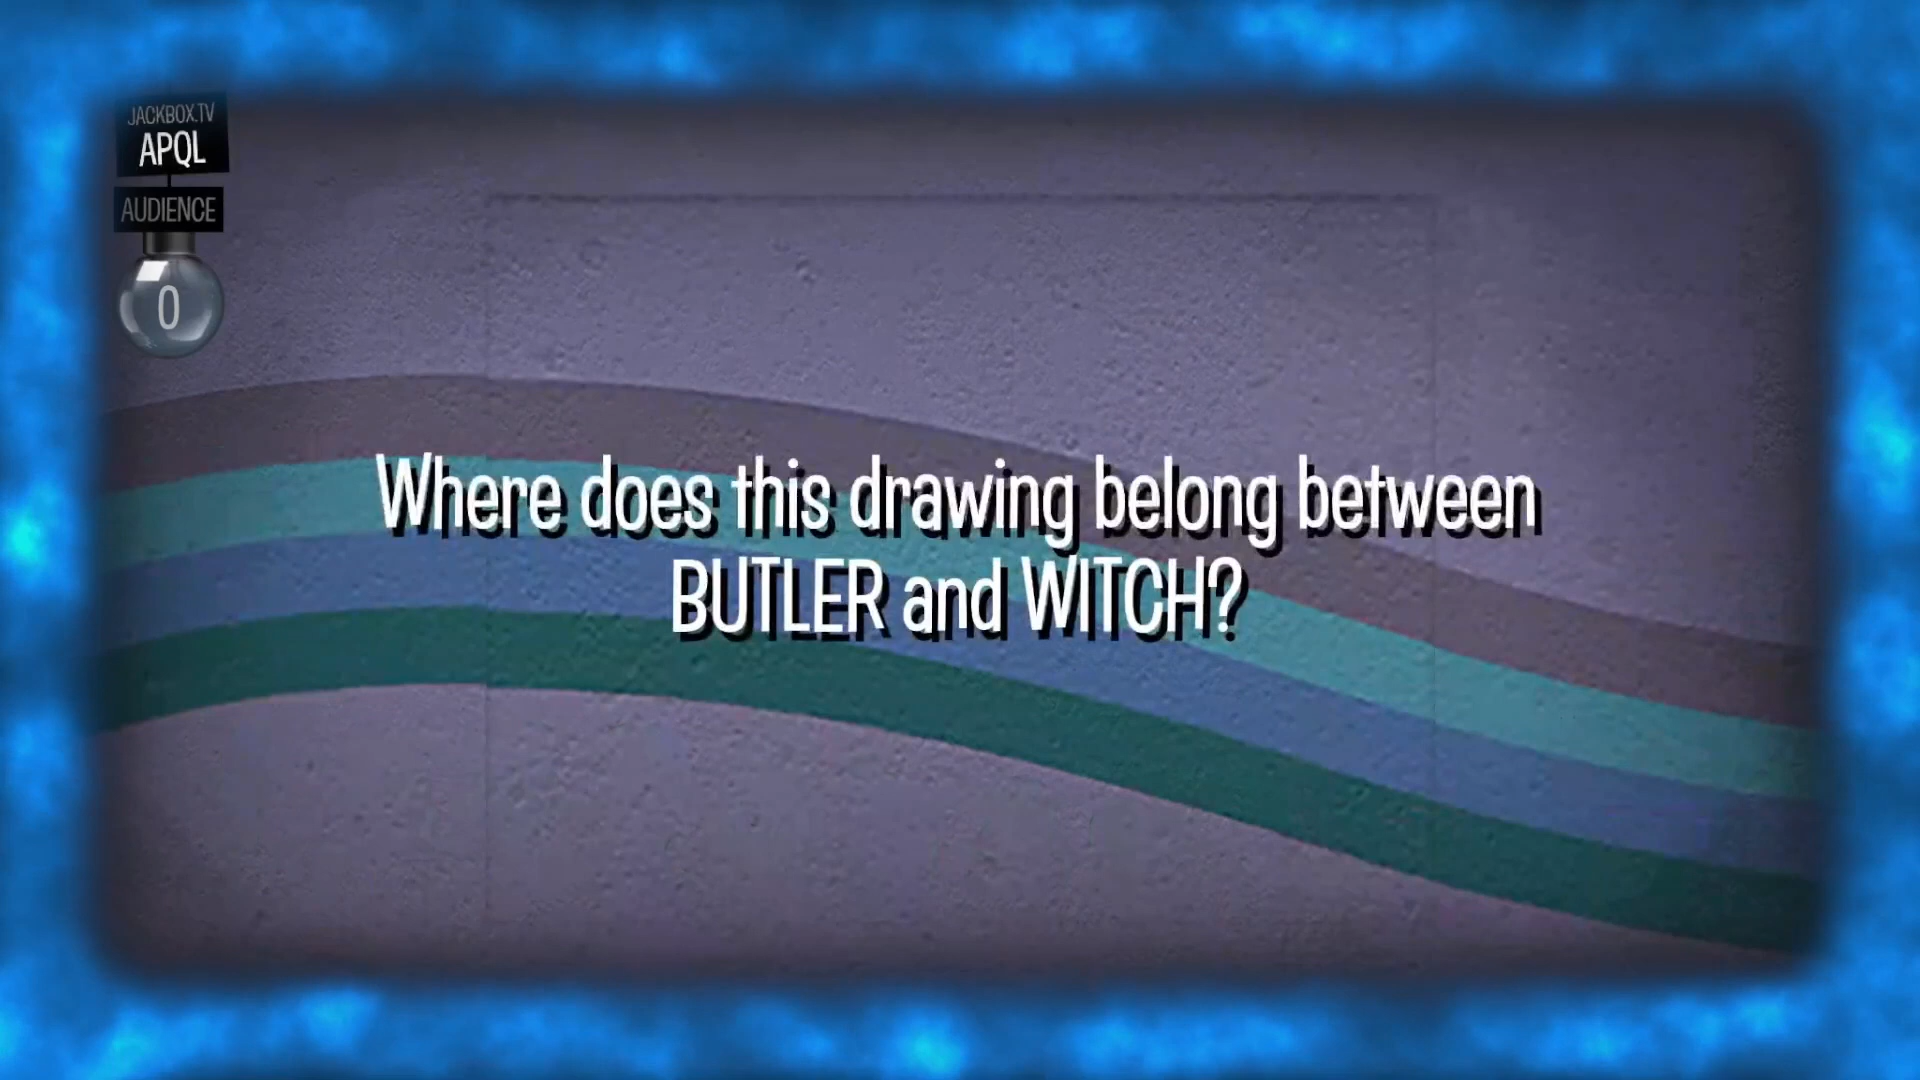 JACKBOX.TV
APQL
AUDIENCE
0
Where does this drawing belong between
BUTLER and WITCH?